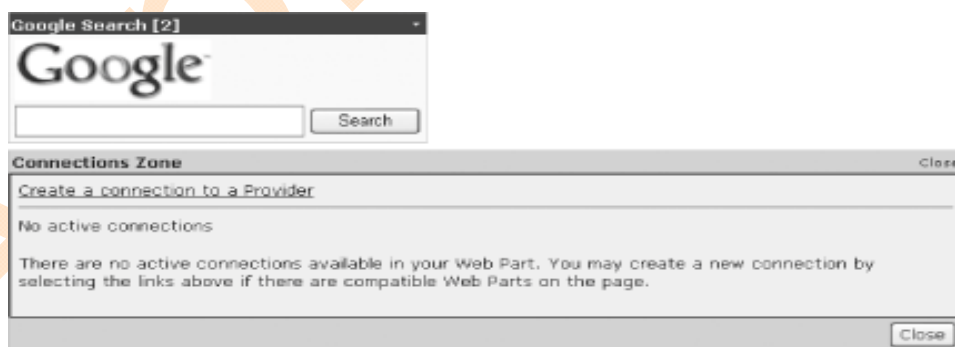 Google Search [2]
Google
Search
Connections Zone
Close
Create a connection to a Provider
No active connections
There are no active connections available in your Web Part. You may create a new connection by
selecting the links above if there are compatible Web Parts on the page.
Close